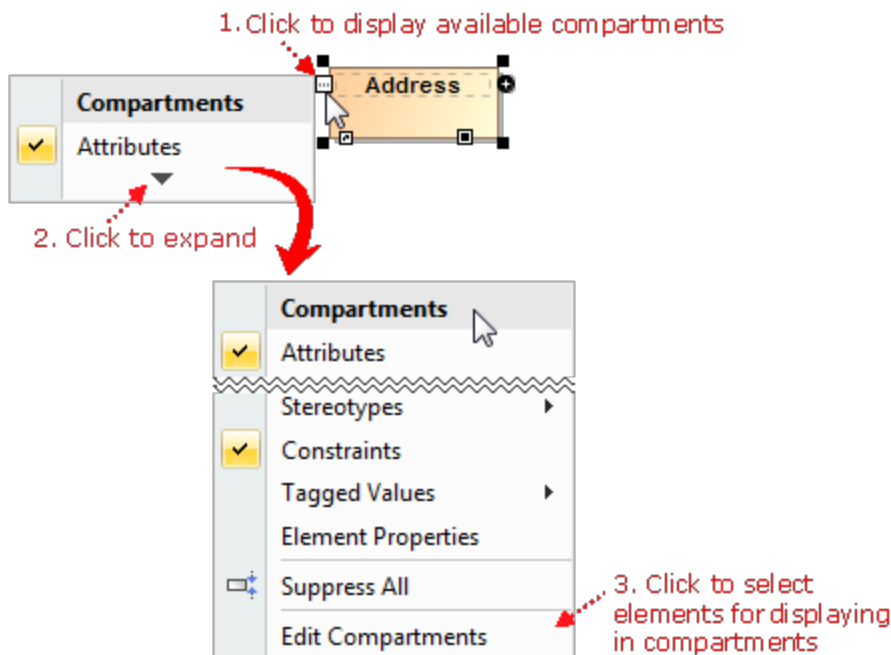 1. Click to display available compartments
Address
Compartments
Attributes
2. Click to expand
Compartments
Attributes
Stereotypes
Constraints
Tagged Values
Element Properties
Suppress All
Edit Compartments
3. Click to select
elements for displaying
in compartments